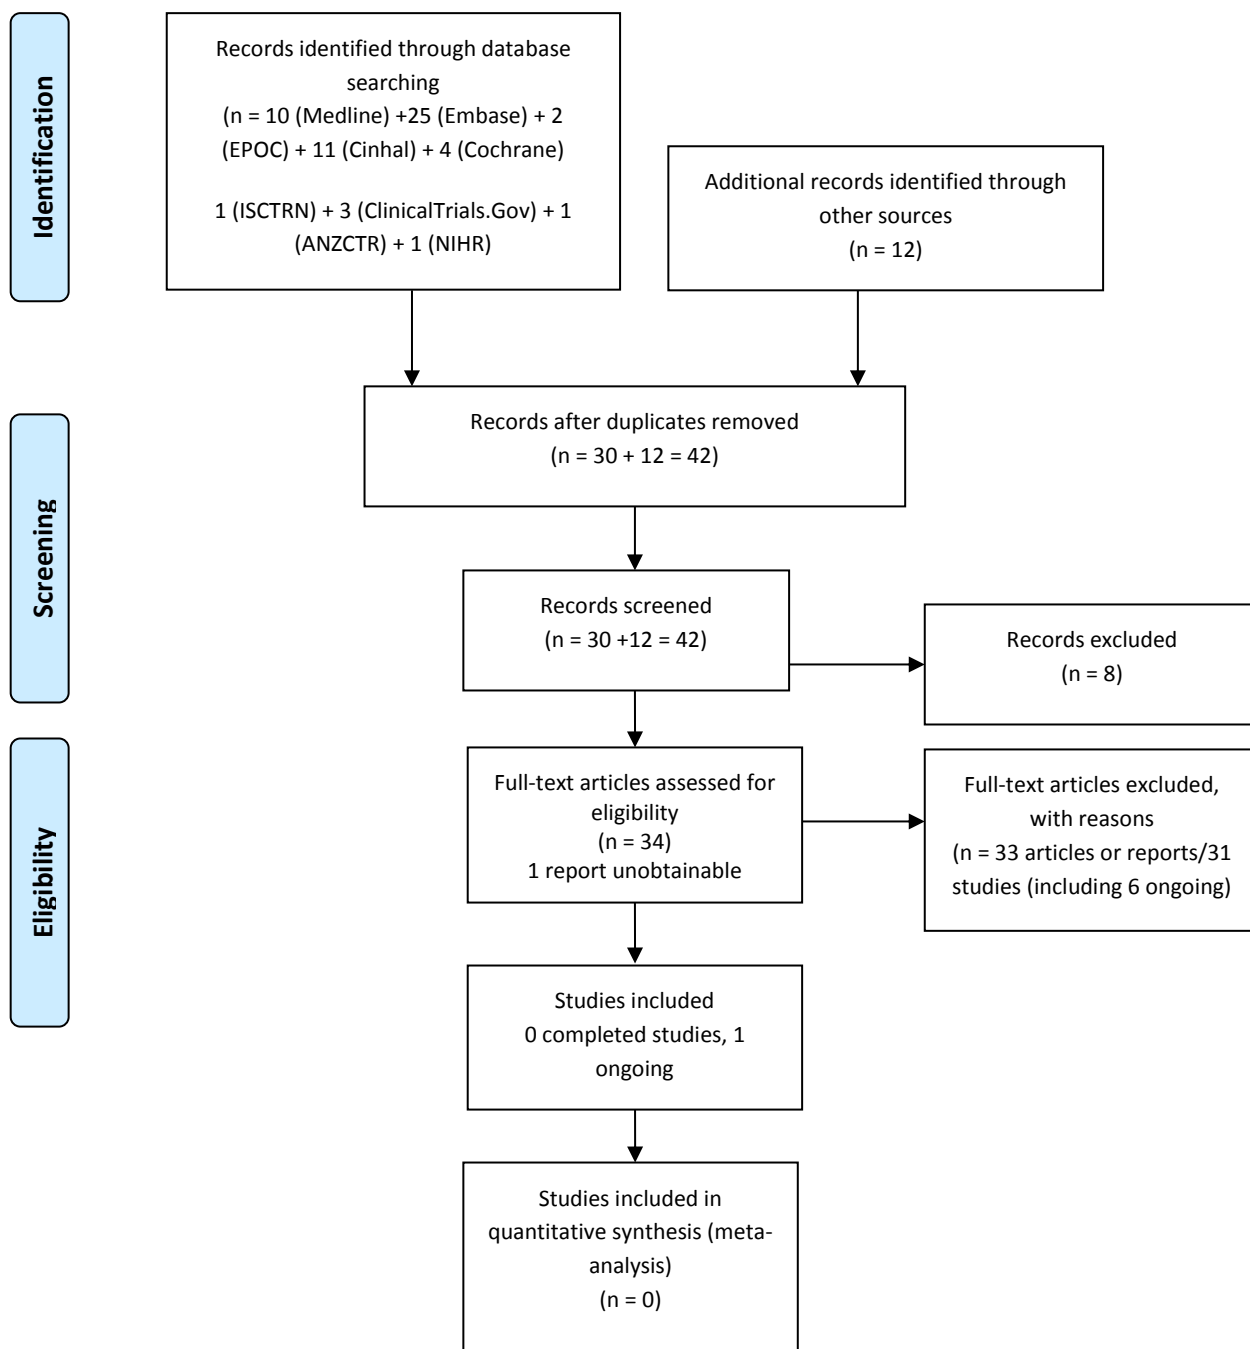 Identification
Records identified through database
searching
(n = 10 (Medline) +25 (Embase) + 2
(EPOC) + 11 (Cinhal) + 4 (Cochrane)
1 (ISCTRN) + 3 (ClinicalTrials.Gov) + 1
(ANZCTR) + 1 (NIHR)
Additional records identified through
other sources
(n = 12)
Screening
Records after duplicates removed
(n = 30 + 12 = 42)
Records screened
(n = 30 +12 = 42)
Records excluded
(n = 8)
Eligibility
Full-text articles assessed for
eligibility
(n = 34)
1 report unobtainable
Full-text articles excluded,
with reasons
(n = 33 articles or reports/31
studies (including 6 ongoing)
Studies included
0 completed studies, 1
ongoing
Studies included in
quantitative synthesis (meta-
analysis)
(n = 0)